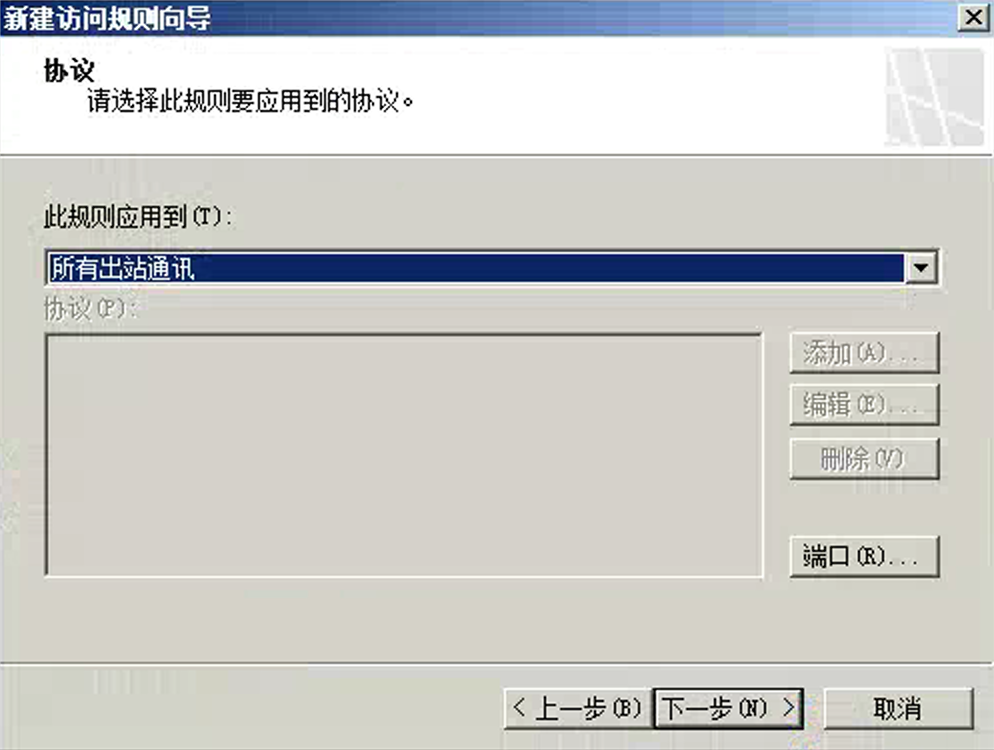 新建访问规则向导
协议
请选择此规则要应用到的协议。
此规则应用到(T):
所有出站通讯
协议(P):
添加(A)...
编辑(E)...
删除(V)
端口(R)...
< 上一步(B)
下一步(N) >
取消